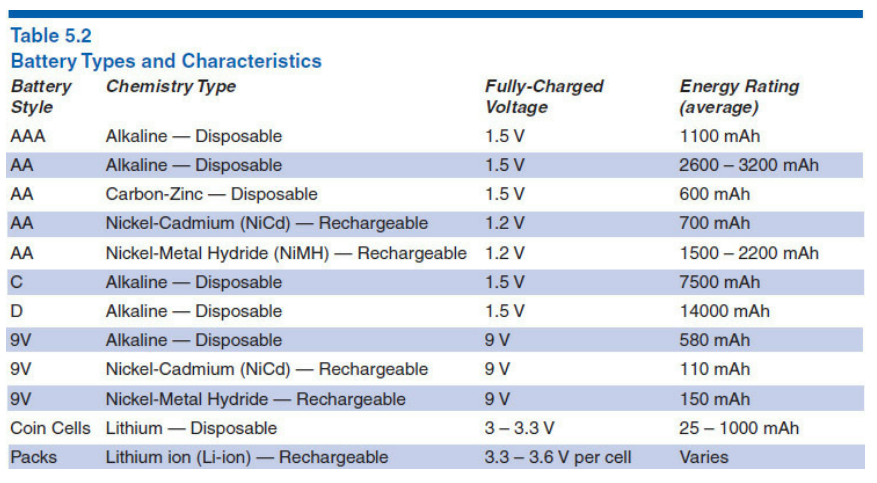 Table 5.2
Battery Types and Characteristics
Battery Style Chemistry Type Fully-Charged Voltage Energy Rating (average)
AAA Alkaline — Disposable 1.5 V 1100 mAh
AA Alkaline — Disposable 1.5 V 2600 – 3200 mAh
AA Carbon-Zinc — Disposable 1.5 V 600 mAh
AA Nickel-Cadmium (NiCd) — Rechargeable 1.2 V 700 mAh
AA Nickel-Metal Hydride (NiMH) — Rechargeable 1.2 V 1500 – 2200 mAh
C Alkaline — Disposable 1.5 V 7500 mAh
D Alkaline — Disposable 1.5 V 14000 mAh
9V Alkaline — Disposable 9 V 580 mAh
9V Nickel-Cadmium (NiCd) — Rechargeable 9 V 110 mAh
9V Nickel-Metal Hydride — Rechargeable 9 V 150 mAh
Coin Cells Lithium — Disposable 3 – 3.3 V 25 – 1000 mAh
Packs Lithium ion (Li-ion) — Rechargeable 3.3 – 3.6 V per cell Varies